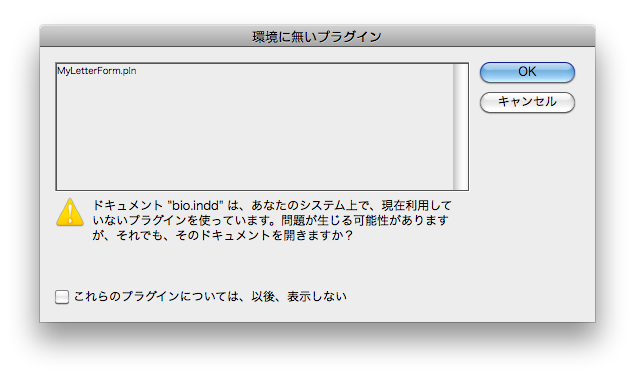 環境に無いプラグイン
MyLetterForm.pln
OK
キャンセル
ドキュメント "bio.indd" は、あなたのシステム上で、現在利用して
いないプラグインを使っています。問題が生じる可能性があります
が、それでも、そのドキュメントを開きますか？
これらのプラグインについては、以後、表示しない